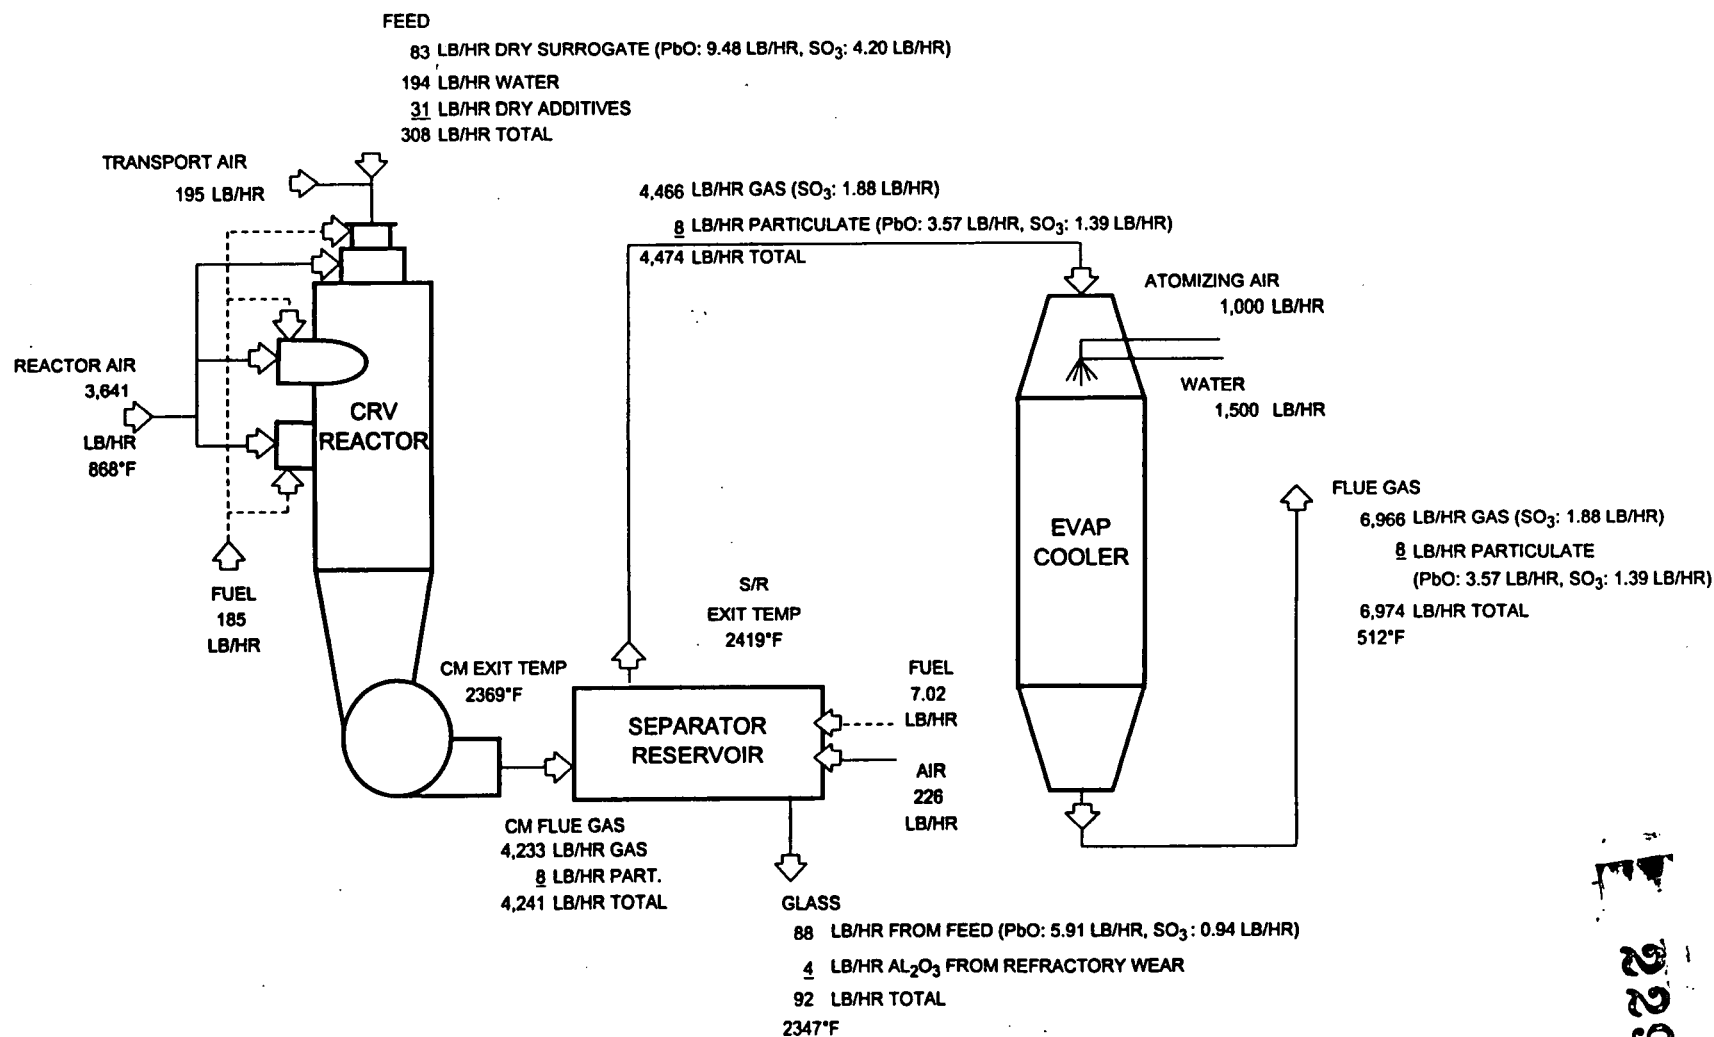 FEED
83 LB/HR DRY SURROGATE (PbO: 9.48 LB/HR, SO3: 4.20 LB/HR)
194 LB/HR WATER
31 LB/HR DRY ADDITIVES
308 LB/HR TOTAL
TRANSPORT AIR
195 LB/HR
4,466 LB/HR GAS (SO3: 1.88 LB/HR)
8 LB/HR PARTICULATE (PbO: 3.57 LB/HR, SO3: 1.39 LB/HR)
4,474 LB/HR TOTAL
ATOMIZING AIR
1,000 LB/HR
WATER
1,500 LB/HR
REACTOR AIR
3,641
LB/HR
868°F
CRV
REACTOR
FUEL
185
LB/HR
EVAP
COOLER
FLUE GAS
6,966 LB/HR GAS (SO3: 1.88 LB/HR)
8 LB/HR PARTICULATE
(PbO: 3.57 LB/HR, SO3: 1.39 LB/HR)
6,974 LB/HR TOTAL
512°F
S/R
EXIT TEMP
2419°F
CM EXIT TEMP
2369°F
SEPARATOR
RESERVOIR
FUEL
7.02
LB/HR
AIR
226
LB/HR
CM FLUE GAS
4,233 LB/HR GAS
8 LB/HR PART.
4,241 LB/HR TOTAL
GLASS
88 LB/HR FROM FEED (PbO: 5.91 LB/HR, SO3: 0.94 LB/HR)
4 LB/HR AL2O3 FROM REFRACTORY WEAR
92 LB/HR TOTAL
2347°F